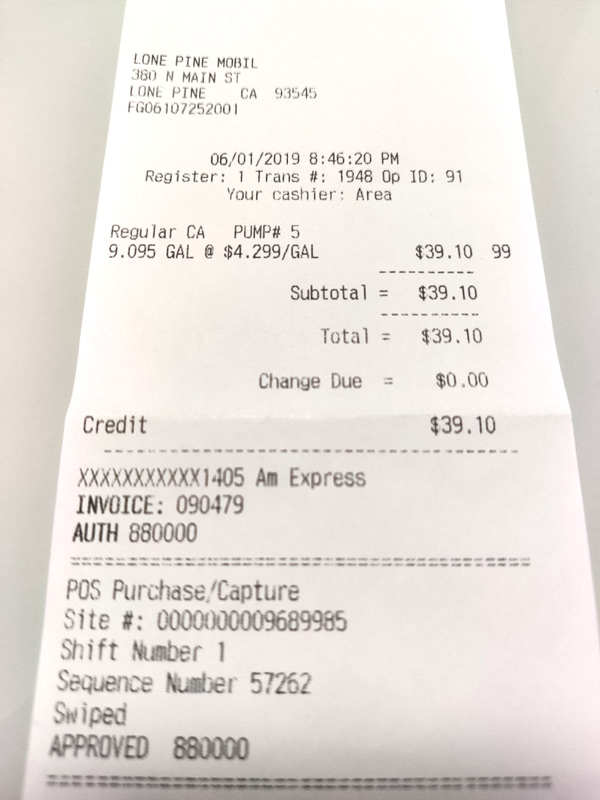 LONE PINE MOBIL
380 N MAIN ST
LONE PINE CA 93545
FG06107252001
06/01/2019 8:46:20 PM
Register: 1 Trans #: 1948 Op ID: 91
Your cashier: Area
Regular CA PUMP# 5
9.095 GAL @ $4.299/GAL $39.10 99
----------
Subtotal = $39.10
----------
Total = $39.10
Change Due = $0.00
Credit $39.10
XXXXXXXXXXX1405 Am Express
INVOICE: 090479
AUTH 880000
POS Purchase/Capture
Site #: 0000000009689985
Shift Number 1
Sequence Number 57262
Swiped
APPROVED 880000